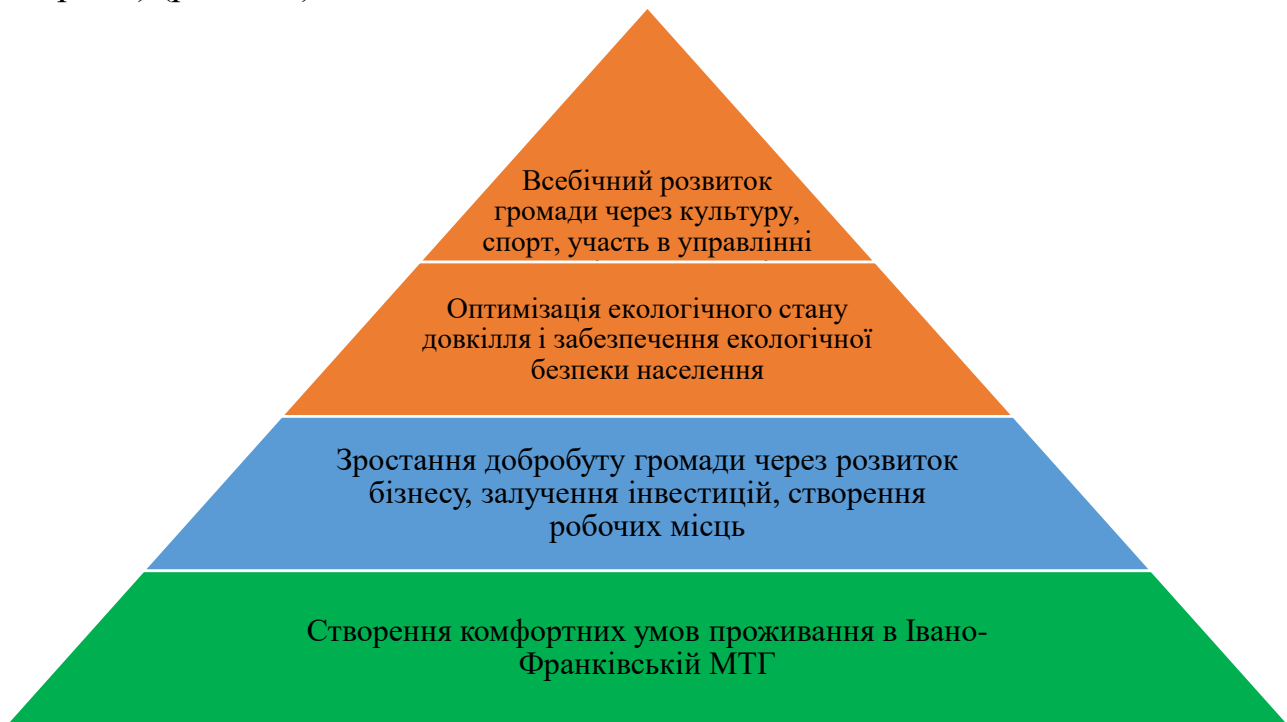 Всебічний розвиток
громади через культуру,
спорт, участь в управлінні
Оптимізація екологічного стану
довкілля і забезпечення екологічної
безпеки населення
Зростання добробуту громади через розвиток
бізнесу, залучення інвестицій, створення
робочих місць
Створення комфортних умов проживання в Івано-
Франківській МТГ